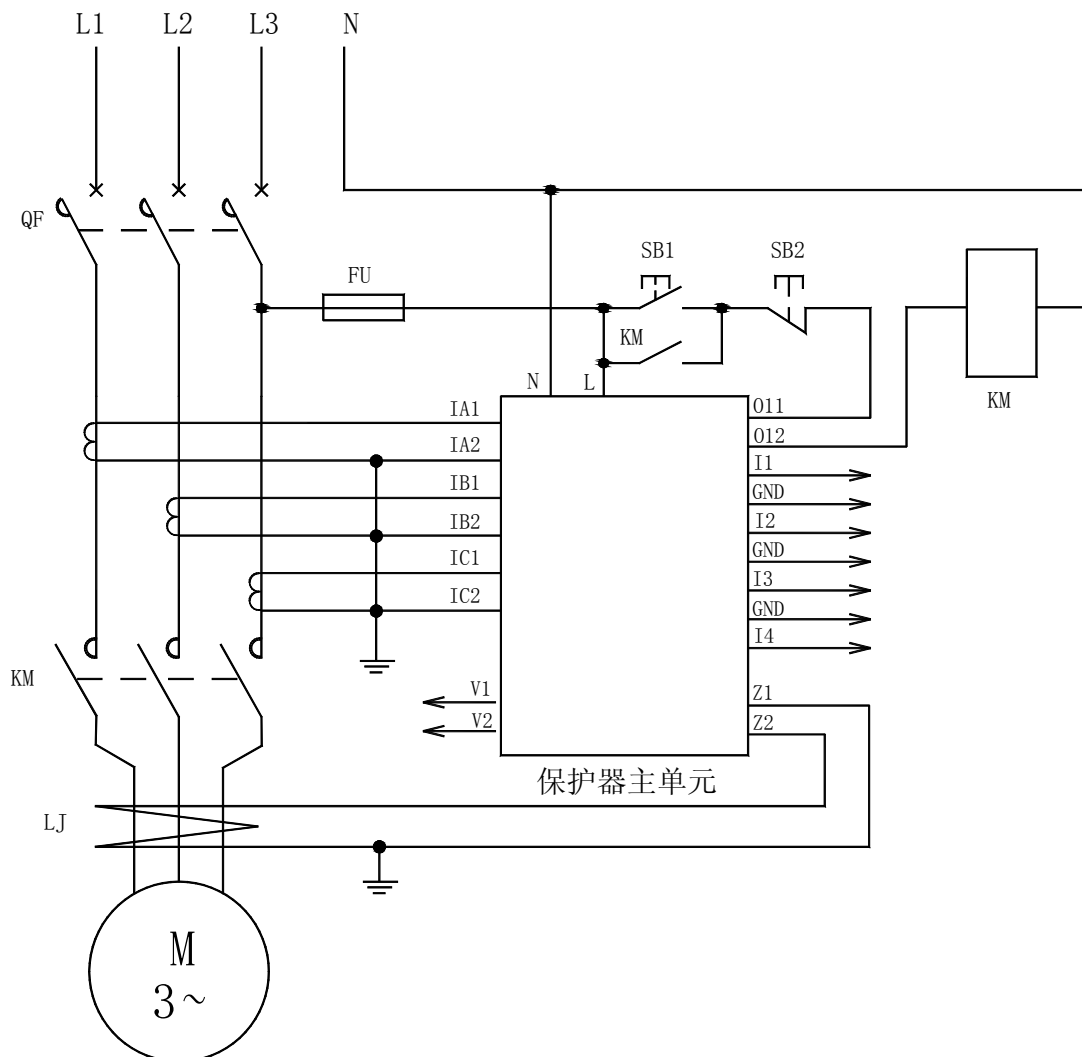 L1 L2 L3 N
QF
SB1 SB2
FU
KM
N L
KM
IA1
IA2
IB1
IB2
IC1
IC2
V1
V2
O11
O12
I1
GND
I2
GND
I3
GND
I4
Z1
Z2
KM
保护器主单元
LJ
M
3~